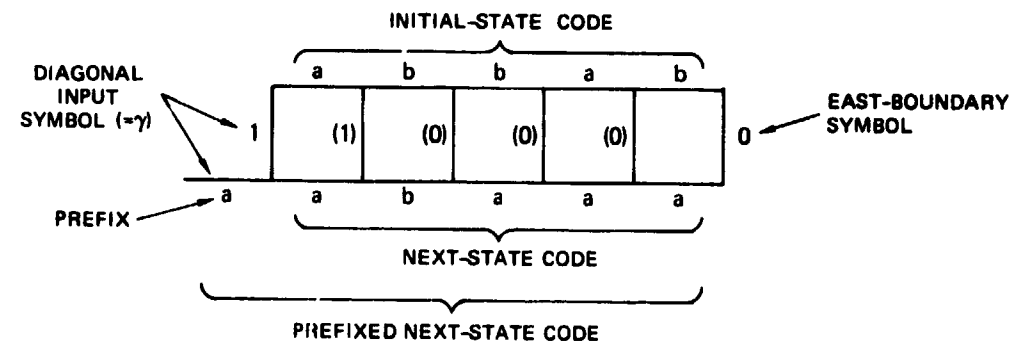 INITIAL-STATE CODE
a b b a b
DIAGONAL
INPUT
SYMBOL (=γ)
1 (1) (0) (0) (0) 0
EAST-BOUNDARY
SYMBOL
a a b a a a
PREFIX
NEXT-STATE CODE
PREFIXED NEXT-STATE CODE